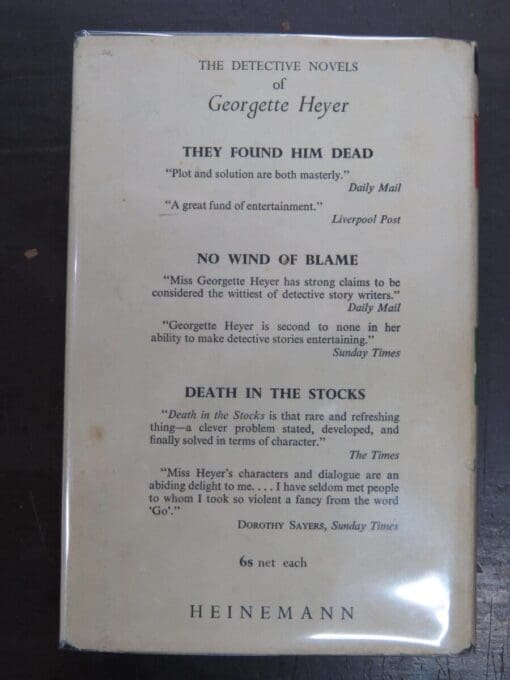 THE DETECTIVE NOVELS
of
Georgette Heyer
THEY FOUND HIM DEAD
"Plot and solution are both masterly."
Daily Mail
"A great fund of entertainment."
Liverpool Post
NO WIND OF BLAME
"Miss Georgette Heyer has strong claims to be
considered the wittiest of detective story writers."
Daily Mail
"Georgette Heyer is second to none in her
ability to make detective stories entertaining."
Sunday Times
DEATH IN THE STOCKS
"Death in the Stocks is that rare and refreshing
thing—a clever problem stated, developed, and
finally solved in terms of character."
The Times
"Miss Heyer's characters and dialogue are an
abiding delight to me. . . . I have seldom met people
to whom I took so violent a fancy from the word
'Go'."
DOROTHY SAYERS, Sunday Times
6s net each
HEINEMANN